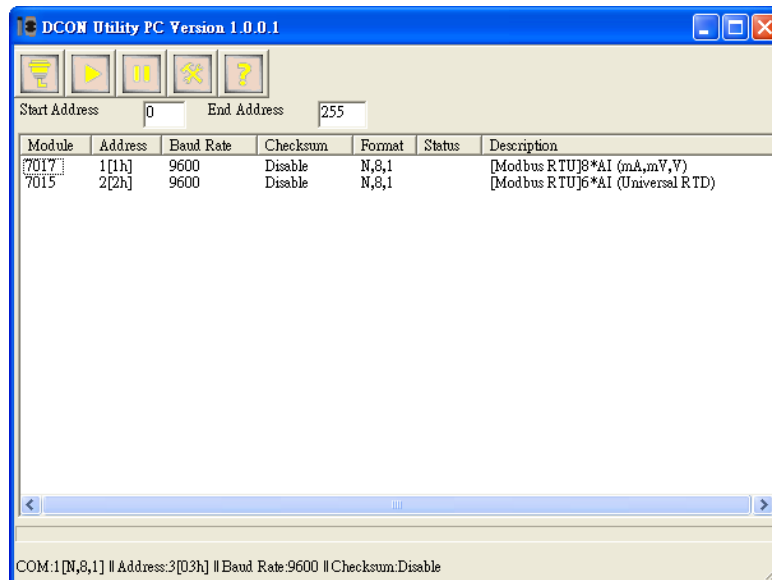 DCON Utility PC Version 1.0.0.1
Start Address 0 End Address 255
Module Address Baud Rate Checksum Format Status Description
7017 1[1h] 9600 Disable N,8,1 [Modbus RTU]8*AI (mA,mV,V)
7015 2[2h] 9600 Disable N,8,1 [Modbus RTU]6*AI (Universal RTD)
COM:1 [N,8,1] || Address:3[03h] || Baud Rate:9600 || Checksum:Disable